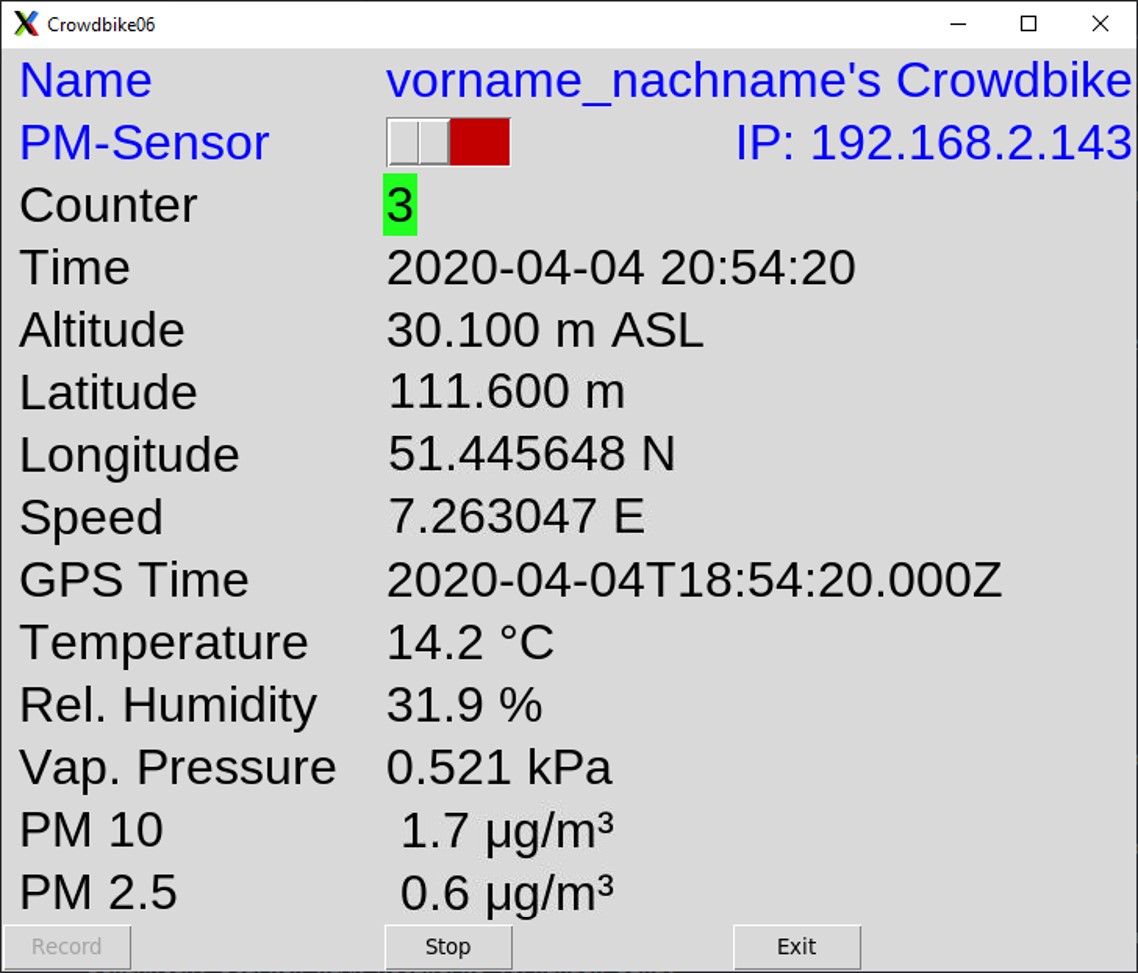 Crowdbike06
Name vorname_nachname's Crowdbike
PM-Sensor IP: 192.168.2.143
Counter 3
Time 2020-04-04 20:54:20
Altitude 30.100 m ASL
Latitude 111.600 m
Longitude 51.445648 N
Speed 7.263047 E
GPS Time 2020-04-04T18:54:20.000Z
Temperature 14.2 °C
Rel. Humidity 31.9 %
Vap. Pressure 0.521 kPa
PM 10 1.7 µg/m³
PM 2.5 0.6 µg/m³
Record Stop Exit